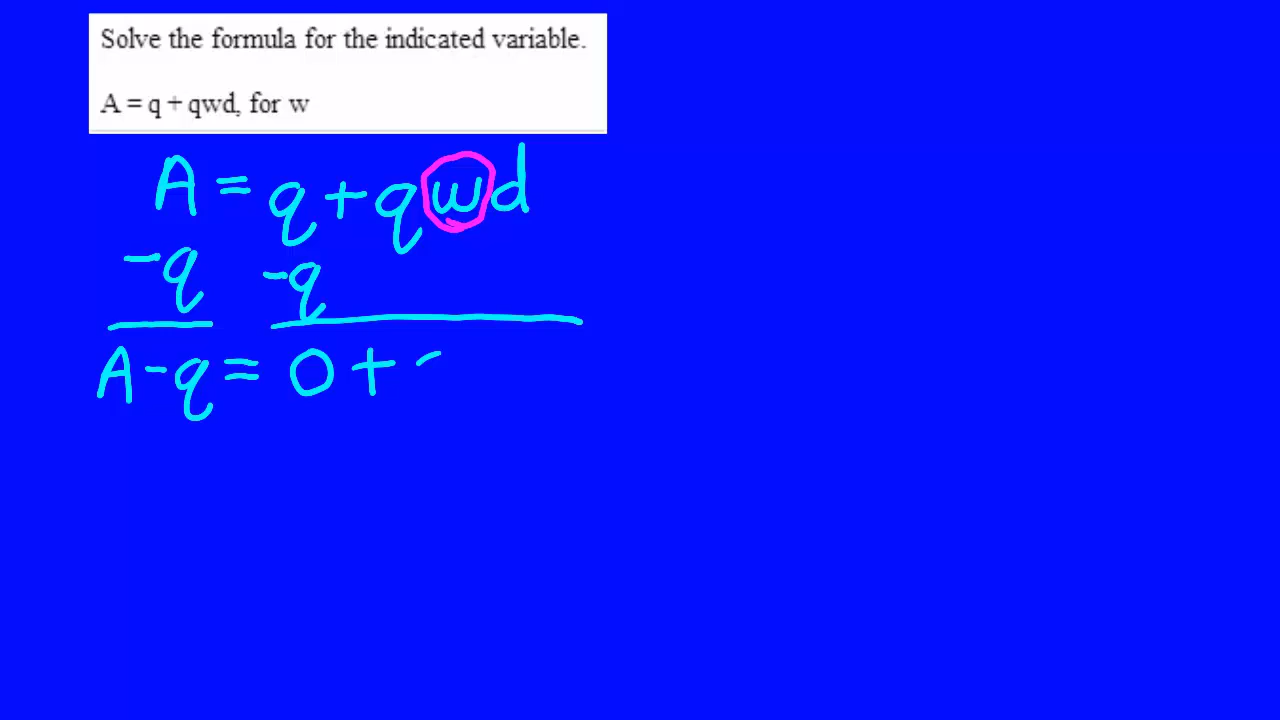 Solve the formula for the indicated variable.
A = q + qwd, for w
A = q + qwd
-q -q
A-q = 0 +